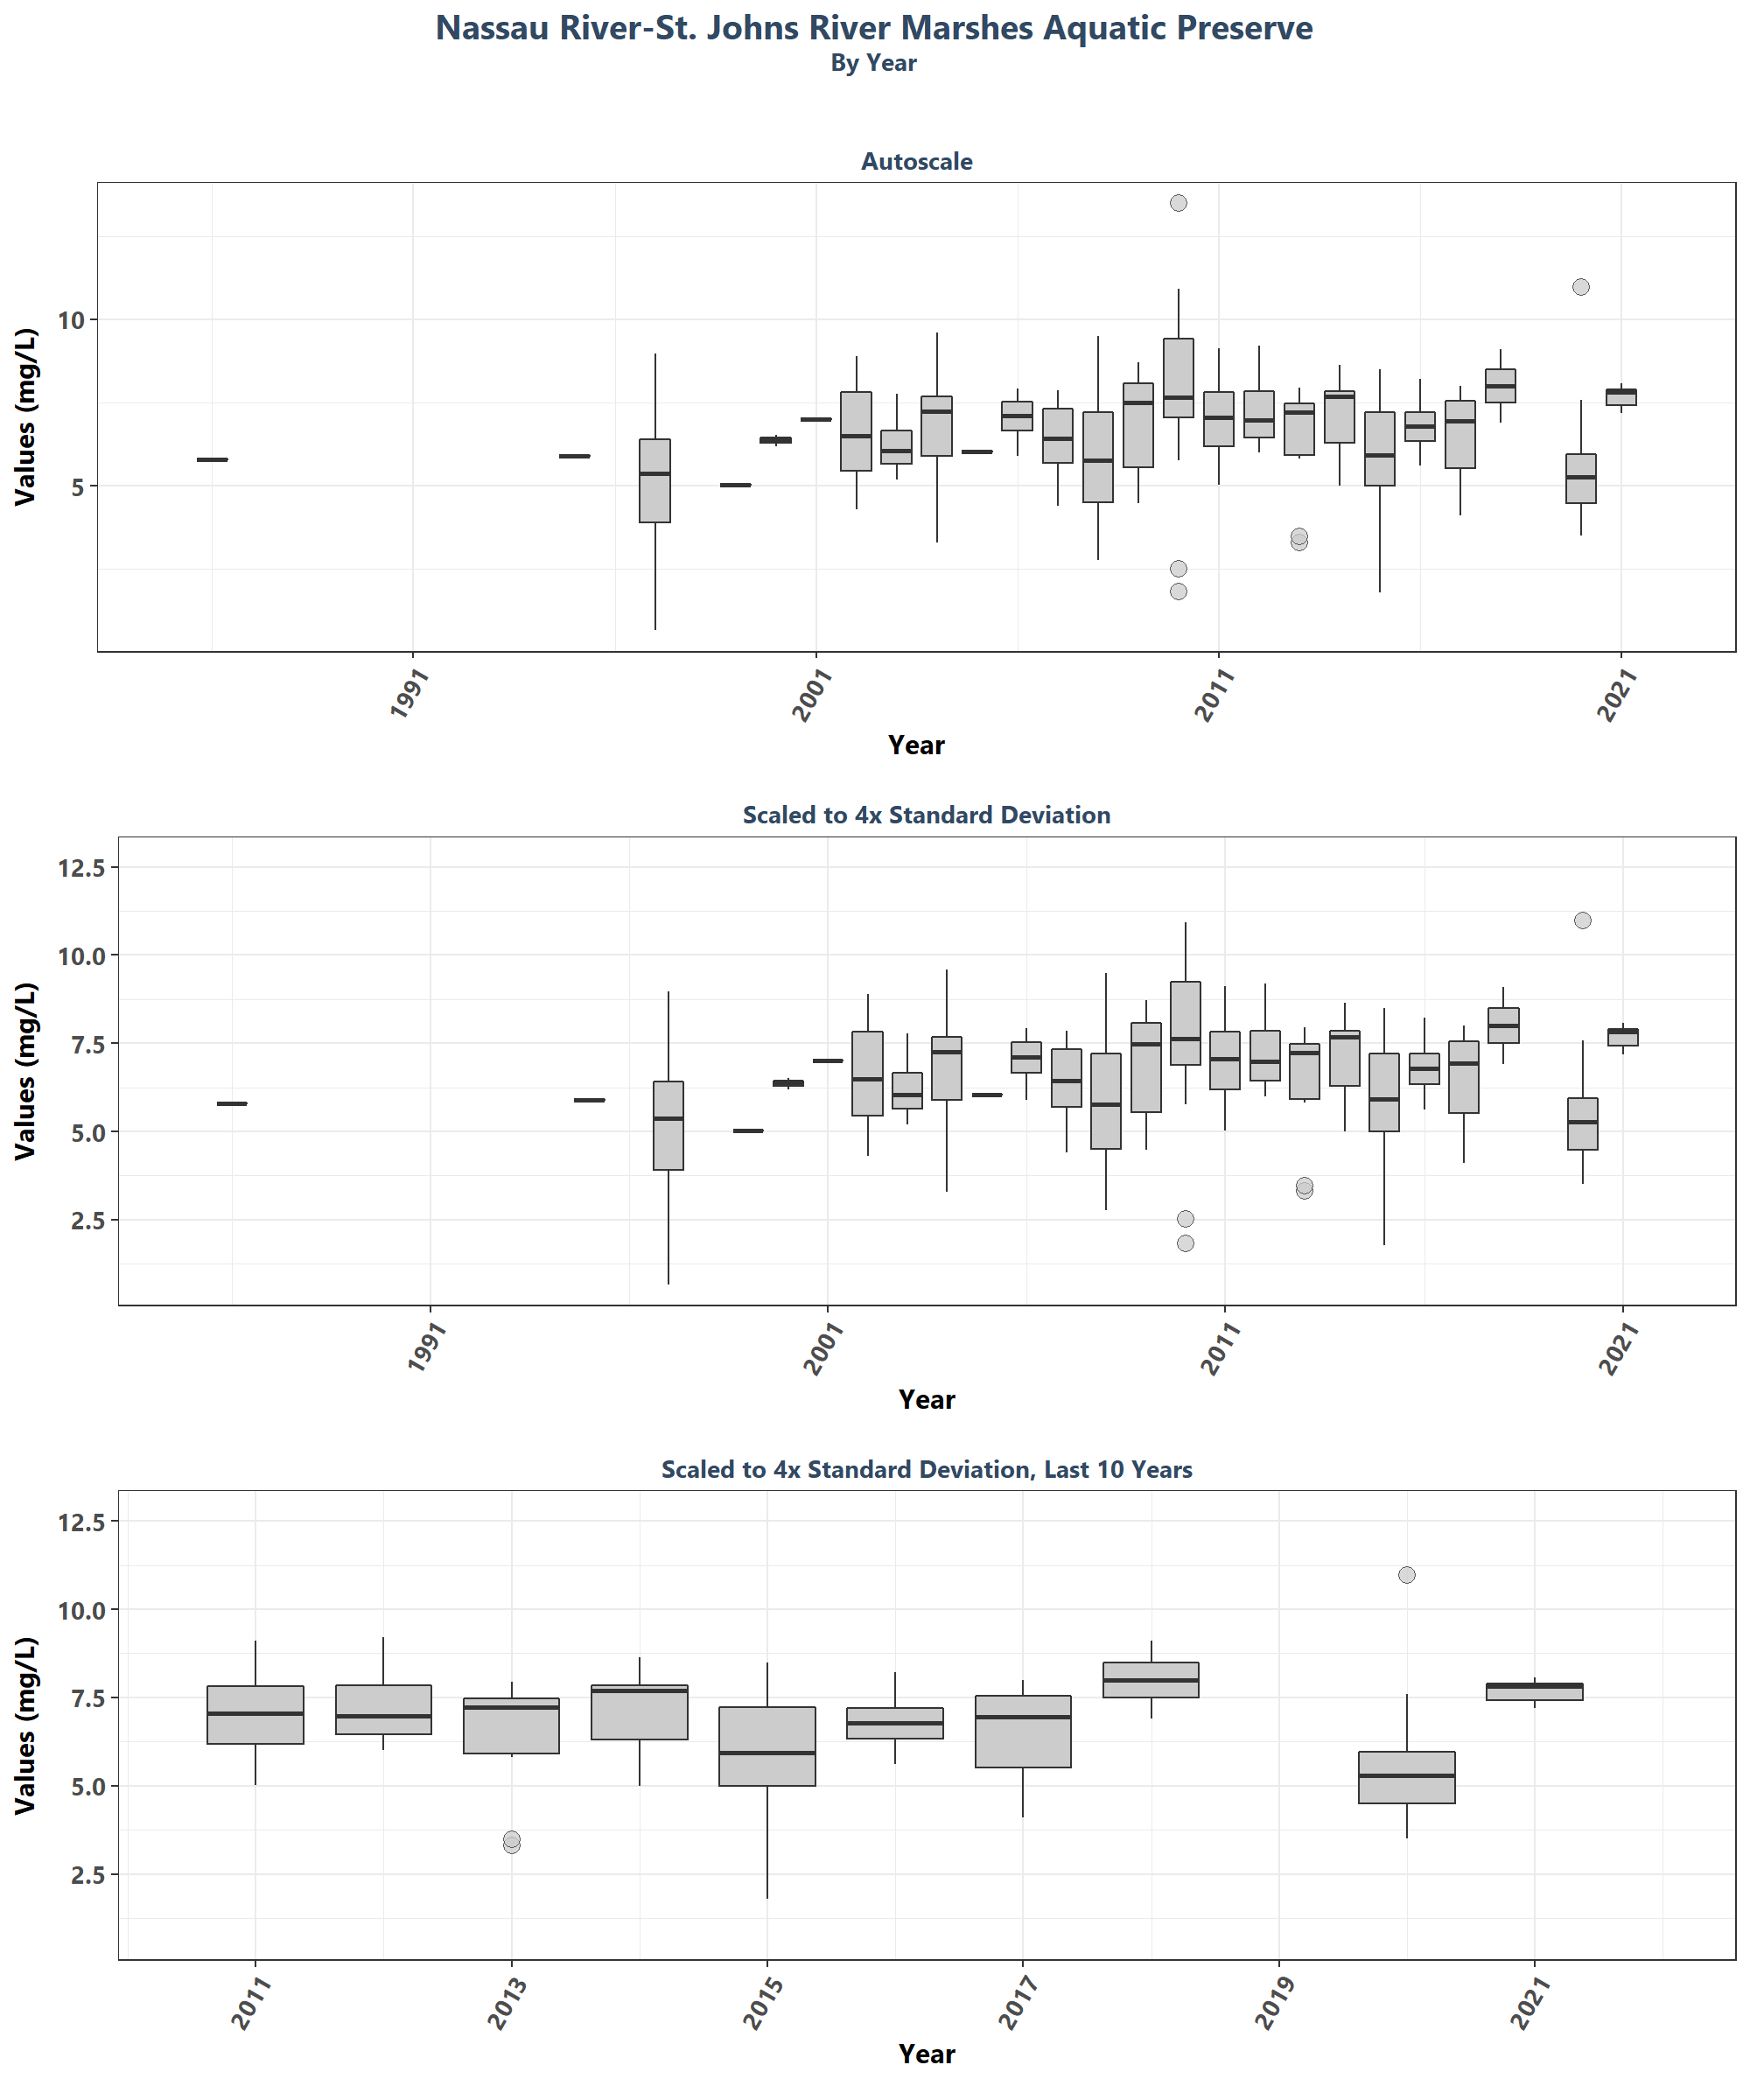 Nassau River-St. Johns River Marshes Aquatic Preserve
By Year
Autoscale
Values (mg/L)
10
5
1991
2001
2011
2021
Year
Scaled to 4x Standard Deviation
Values (mg/L)
12.5
10.0
7.5
5.0
2.5
1991
2001
2011
2021
Year
Scaled to 4x Standard Deviation, Last 10 Years
Values (mg/L)
12.5
10.0
7.5
5.0
2.5
2011
2013
2015
2017
2019
2021
Year